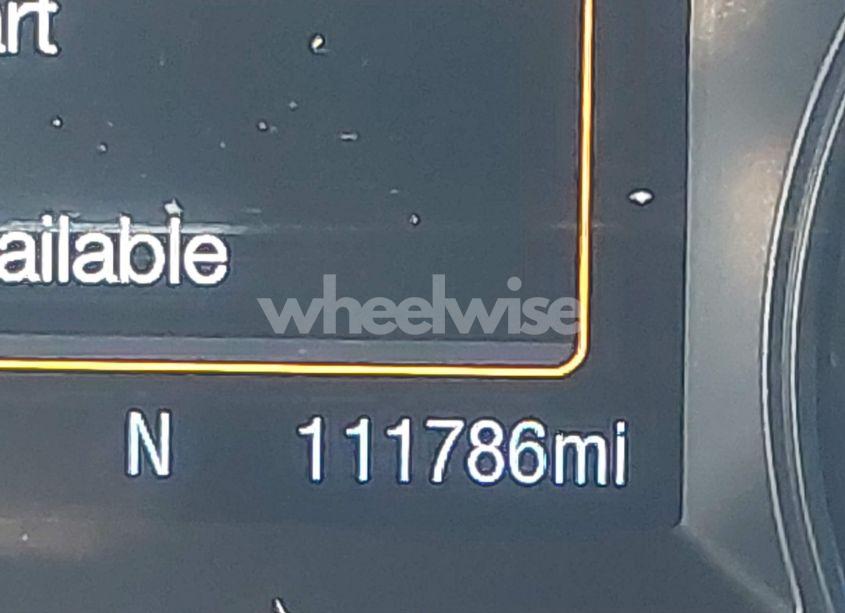 art
ailable
wheelwise
N 111786mi